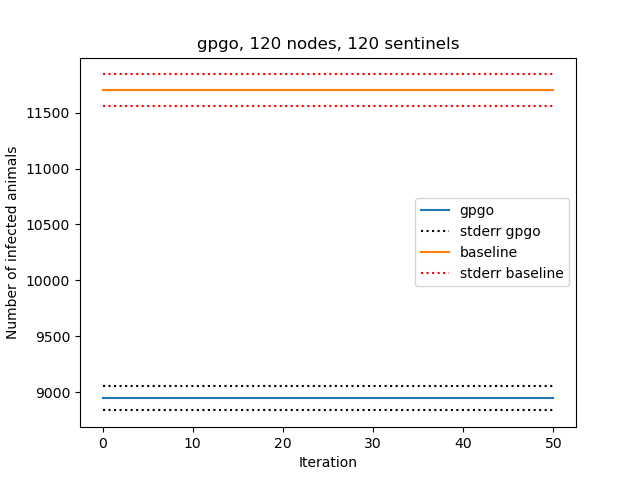 gpgo, 120 nodes, 120 sentinels
Number of infected animals
11500
11000
10500
10000
9500
9000
gpgo
stderr gpgo
baseline
stderr baseline
0 10 20 30 40 50
Iteration